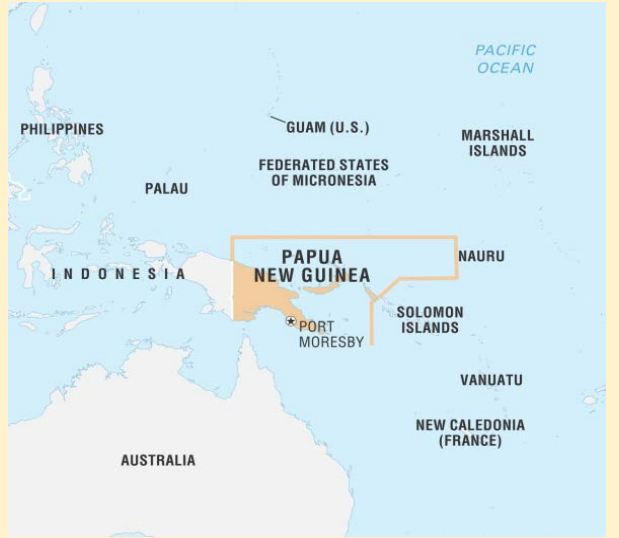 PACIFIC
OCEAN
PHILIPPINES
GUAM (U.S.)
MARSHALL
ISLANDS
FEDERATED STATES
OF MICRONESIA
PALAU
PAPUA
NEW GUINEA
NAURU
INDONESIA
SOLOMON
ISLANDS
PORT
MORESBY
VANUATU
NEW CALEDONIA
(FRANCE)
AUSTRALIA